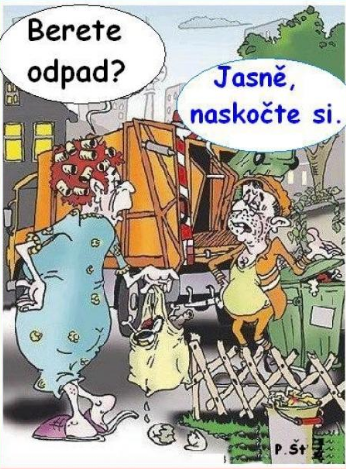 Berete
odpad?
Jasně,
naskočte si.
P.Št